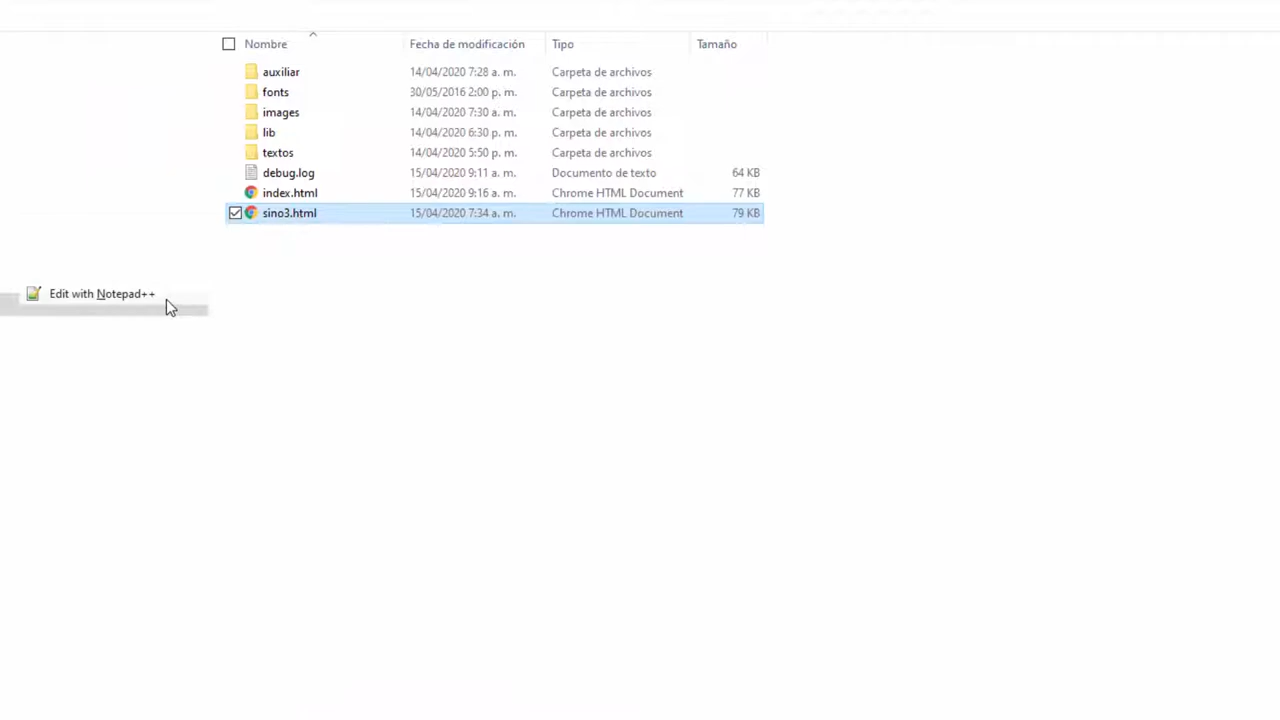 Nombre Fecha de modificación Tipo Tamaño
auxiliar 14/04/2020 7:28 a. m. Carpeta de archivos
fonts 30/05/2016 2:00 p. m. Carpeta de archivos
images 14/04/2020 7:30 a. m. Carpeta de archivos
lib 14/04/2020 6:30 p. m. Carpeta de archivos
textos 14/04/2020 5:50 p. m. Carpeta de archivos
debug.log 15/04/2020 9:11 a. m. Documento de texto 64 KB
index.html 15/04/2020 9:16 a. m. Chrome HTML Document 77 KB
sino3.html 15/04/2020 7:34 a. m. Chrome HTML Document 79 KB
Edit with Notepad++